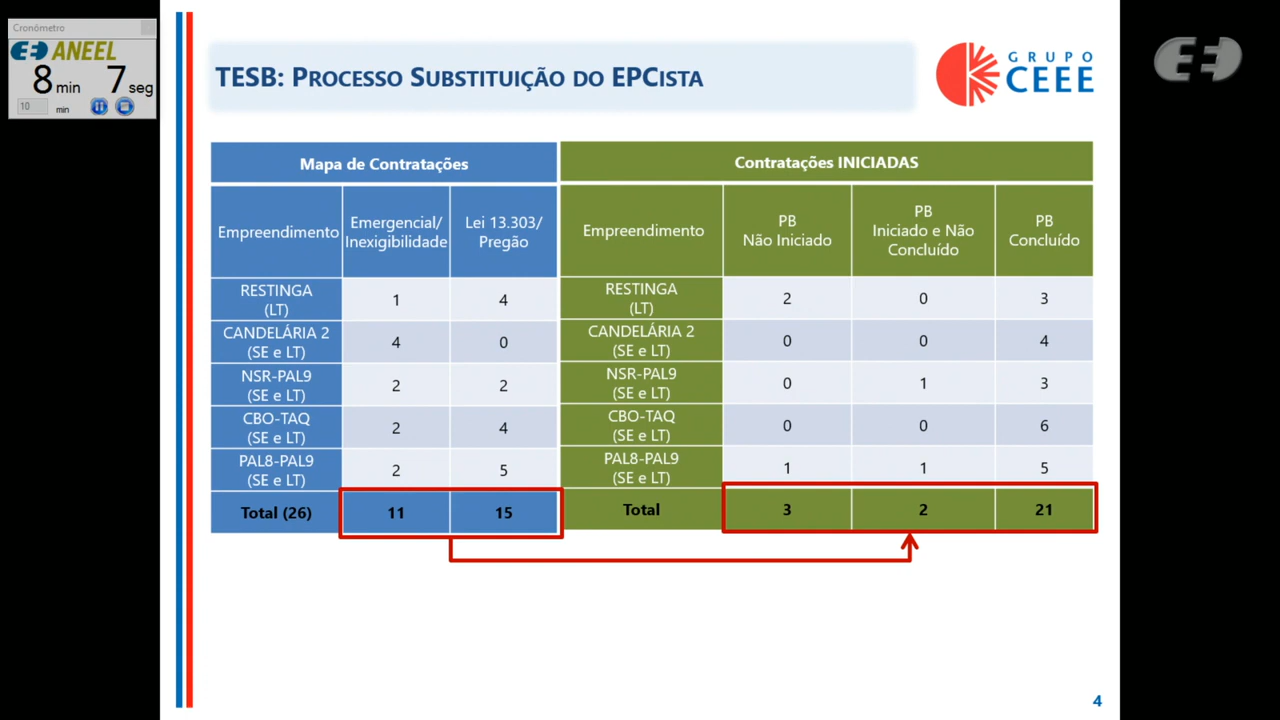 Cronômetro
ANEEL
8 min 7 seg
10 min
TESB: PROCESSO SUBSTITUIÇÃO DO EPCISTA
GRUPO
CEEE
Mapa de Contratações
Empreendimento
Emergencial/
Inexigibilidade
Lei 13.303/
Pregão
RESTINGA
(LT)
1
4
CANDELÁRIA 2
(SE e LT)
4
0
NSR-PAL9
(SE e LT)
2
2
CBO-TAQ
(SE e LT)
2
4
PAL8-PAL9
(SE e LT)
2
5
Total (26)
11
15
Contratações INICIADAS
Empreendimento
PB
Não Iniciado
PB
Iniciado e Não
Concluído
PB
Concluído
RESTINGA
(LT)
2
0
3
CANDELÁRIA 2
(SE e LT)
0
0
4
NSR-PAL9
(SE e LT)
0
1
3
CBO-TAQ
(SE e LT)
0
0
6
PAL8-PAL9
(SE e LT)
1
1
5
Total
3
2
21
4